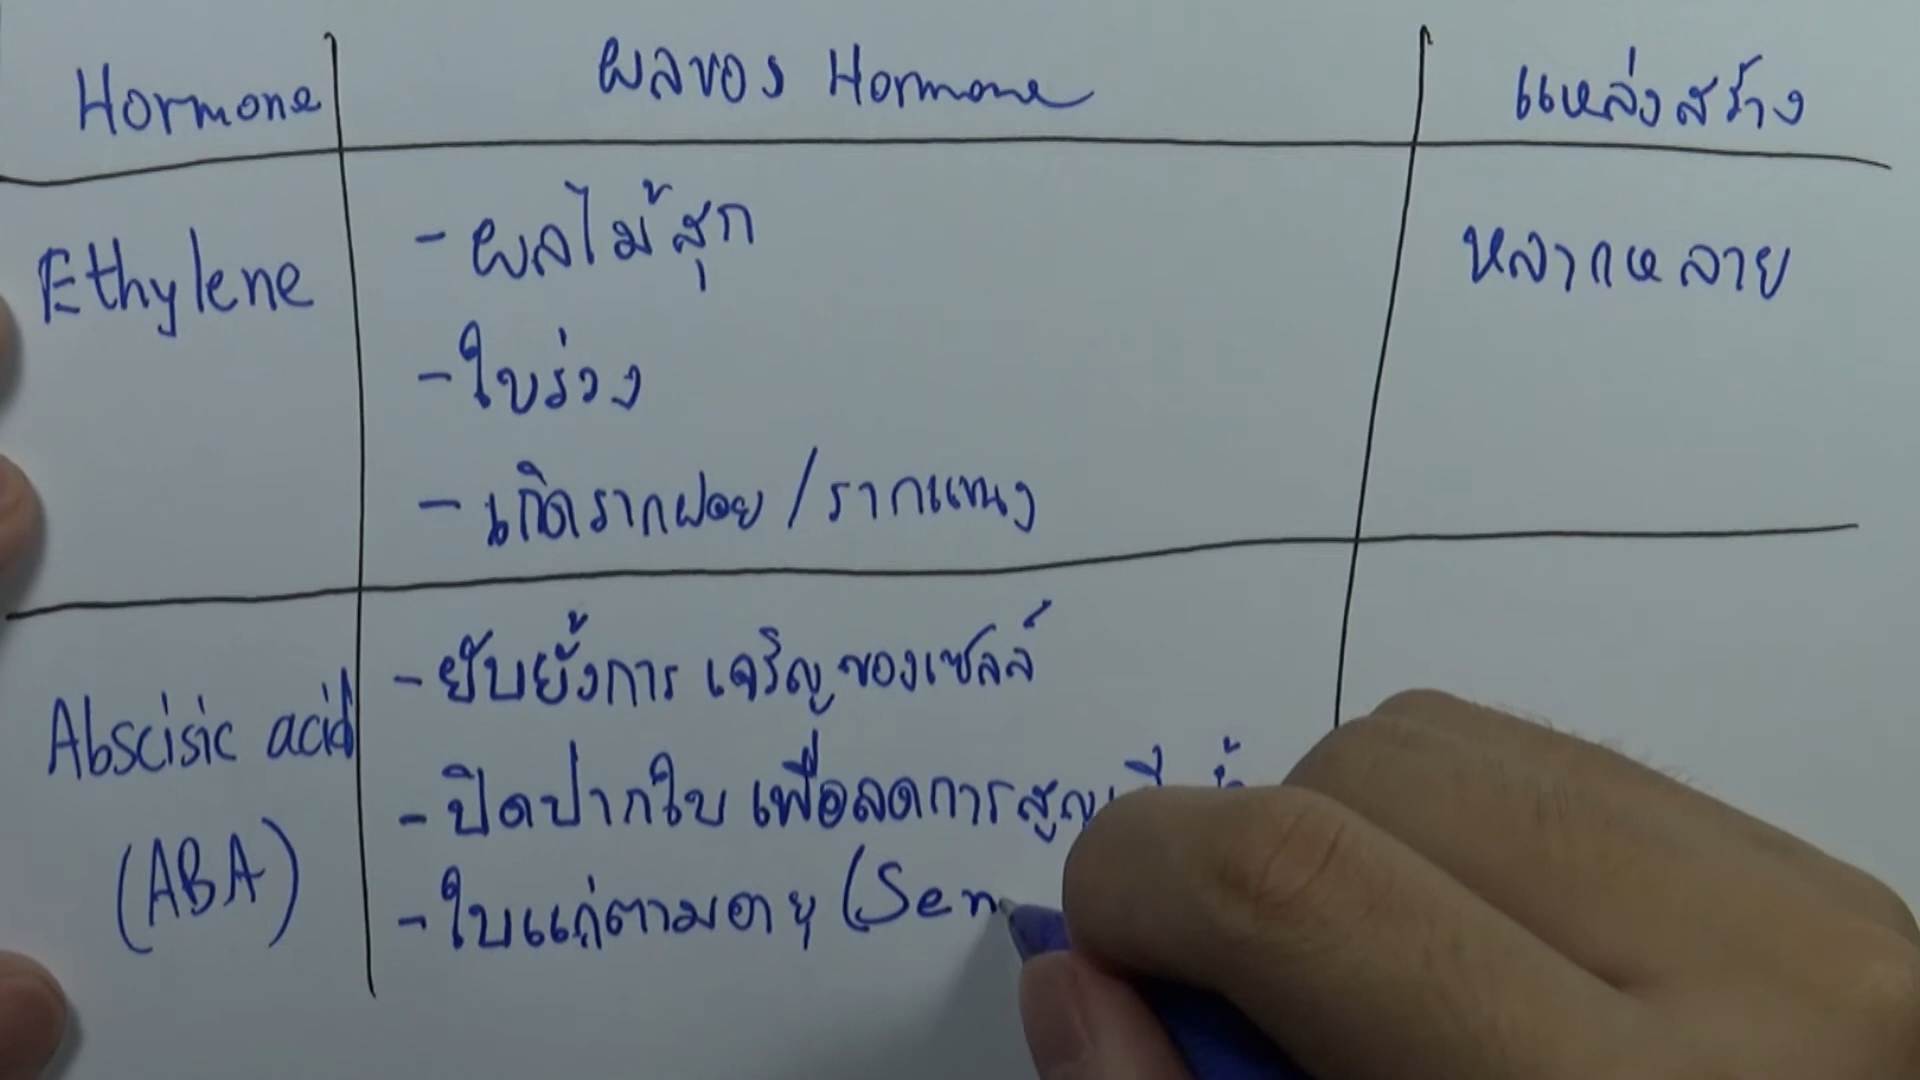 Hormone ผลของ Hormone แหล่งสร้าง
Ethylene - ผลไม้สุก หลากหลาย
- ใบร่วง
- เกิดรากฝอย / รากแขนง
Abscisic acid - ยับยั้งการเจริญของเซลล์
- ปิดปากใบ เพื่อลดการ
(ABA) - ใบแก่ตามอายุ (Sen